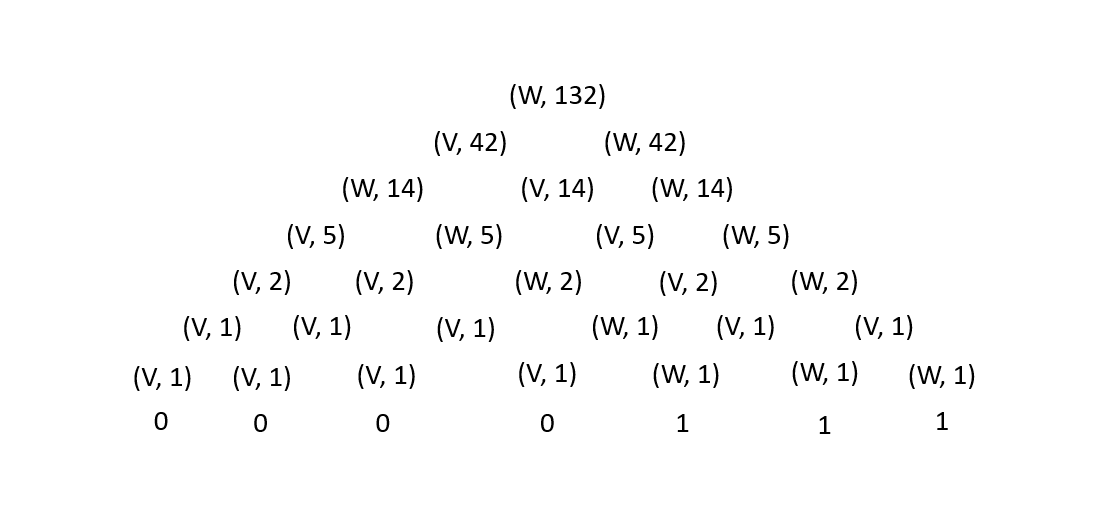 (W, 132)
(V, 42) (W, 42)
(W, 14) (V, 14) (W, 14)
(V, 5) (W, 5) (V, 5) (W, 5)
(V, 2) (V, 2) (W, 2) (V, 2) (W, 2)
(V, 1) (V, 1) (V, 1) (W, 1) (V, 1) (V, 1)
(V, 1) (V, 1) (V, 1) (V, 1) (W, 1) (W, 1) (W, 1)
0 0 0 0 1 1 1